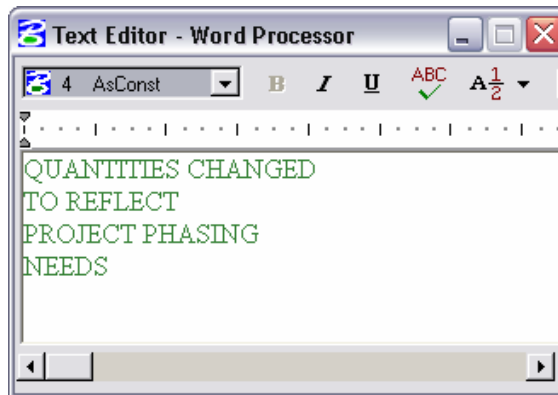 Text Editor - Word Processor
4 AsConst B I U ABC A1/2
QUANTITIES CHANGED
TO REFLECT
PROJECT PHASING
NEEDS